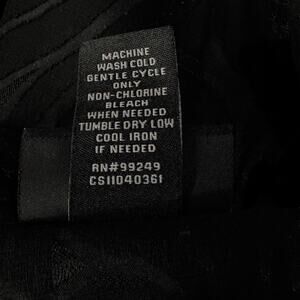 MACHINE
WASH COLD
GENTLE CYCLE
ONLY
NON-CHLORINE
BLEACH
WHEN NEEDED
TUMBLE DRY LOW
COOL IRON
IF NEEDED
RN#99249
CS11040361